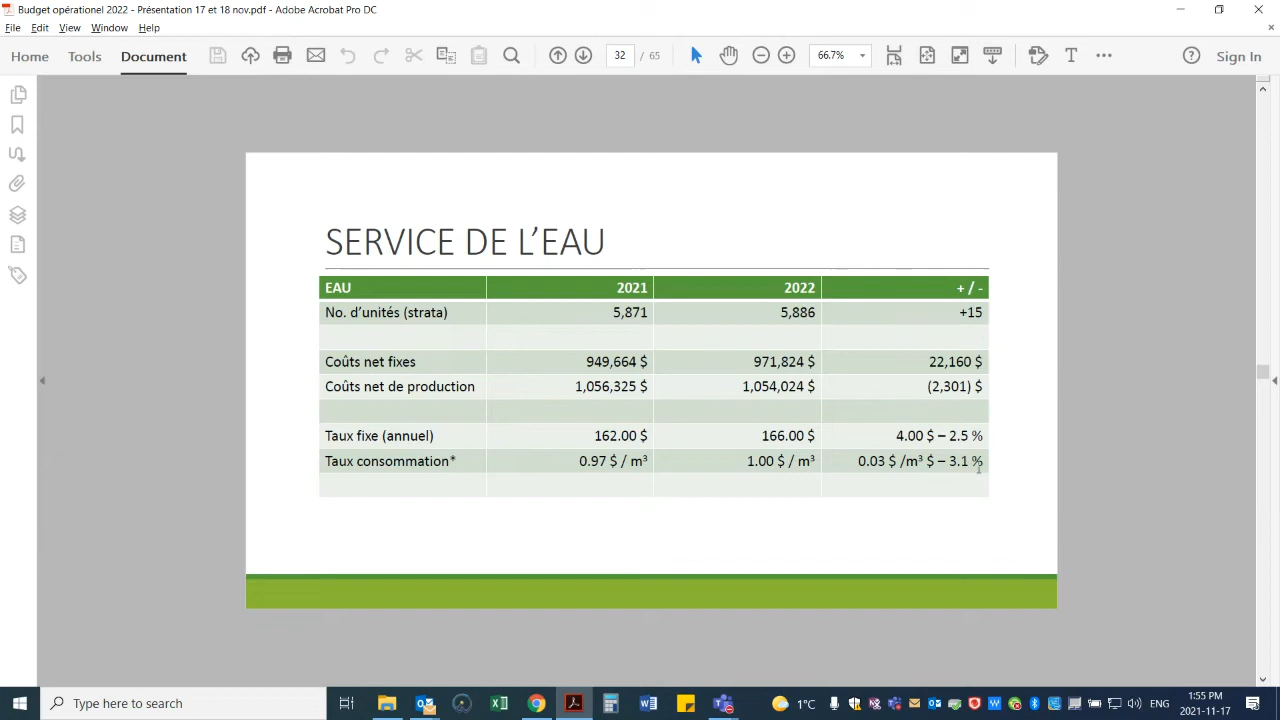 Budget opérationel 2022 - Présentation 17 et 18 nov.pdf - Adobe Acrobat Pro DC
File Edit View Window Help
Home Tools Document 32 / 65 66.7% Sign In
SERVICE DE L'EAU
EAU 2021 2022 + / -
No. d'unités (strata) 5,871 5,886 +15
Coûts net fixes 949,664 $ 971,824 $ 22,160 $
Coûts net de production 1,056,325 $ 1,054,024 $ (2,301) $
Taux fixe (annuel) 162.00 $ 166.00 $ 4.00 $ – 2.5 %
Taux consommation* 0.97 $ / m³ 1.00 $ / m³ 0.03 $ /m³ $ – 3.1 %
Type here to search 1°C ENG 1:55 PM
2021-11-17